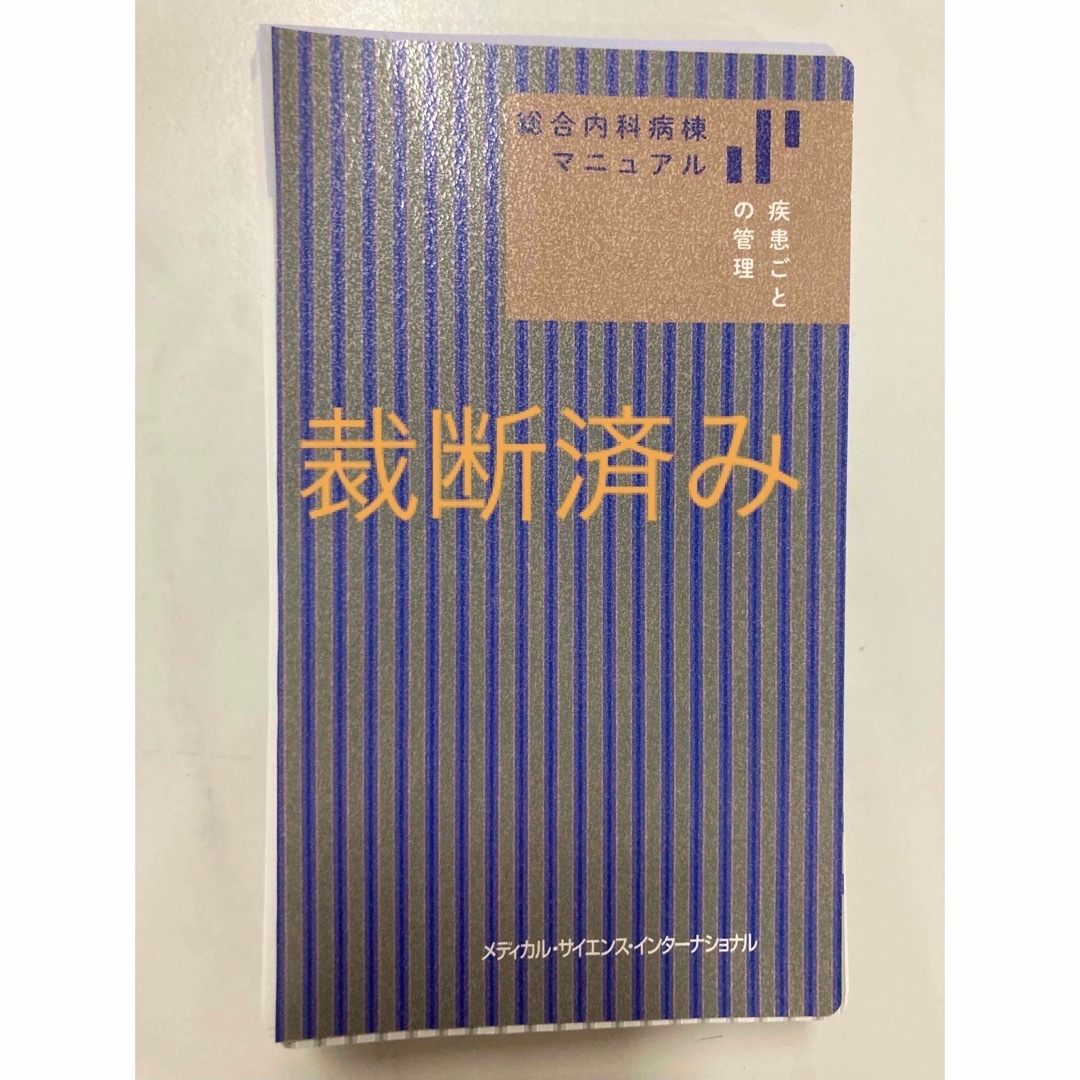 総合内科病棟
マニュアル
疾患ごと
の管理
裁断済み
メディカル・サイエンス・インターナショナル